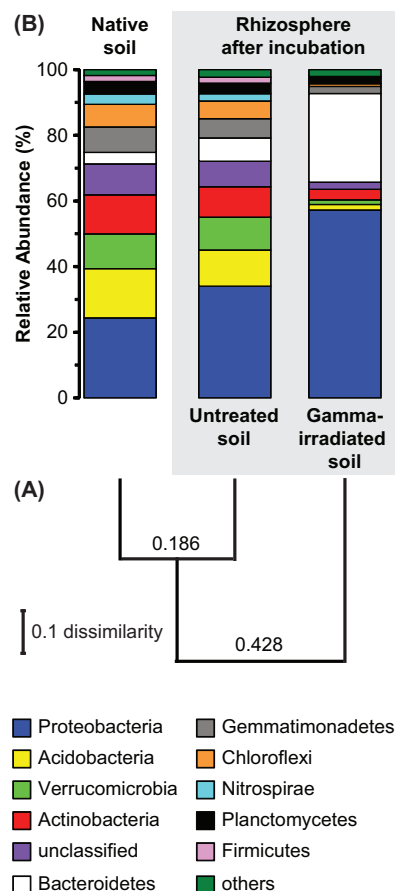 (B)
Native
soil
Rhizosphere
after incubation
Relative Abundance (%)
100
80
60
40
20
0
Untreated
soil
Gamma-
irradiated
soil
(A)
0.186
0.1 dissimilarity
0.428
Proteobacteria
Acidobacteria
Verrucomicrobia
Actinobacteria
unclassified
Bacteroidetes
Gemmatimonadetes
Chloroflexi
Nitrospirae
Planctomycetes
Firmicutes
others